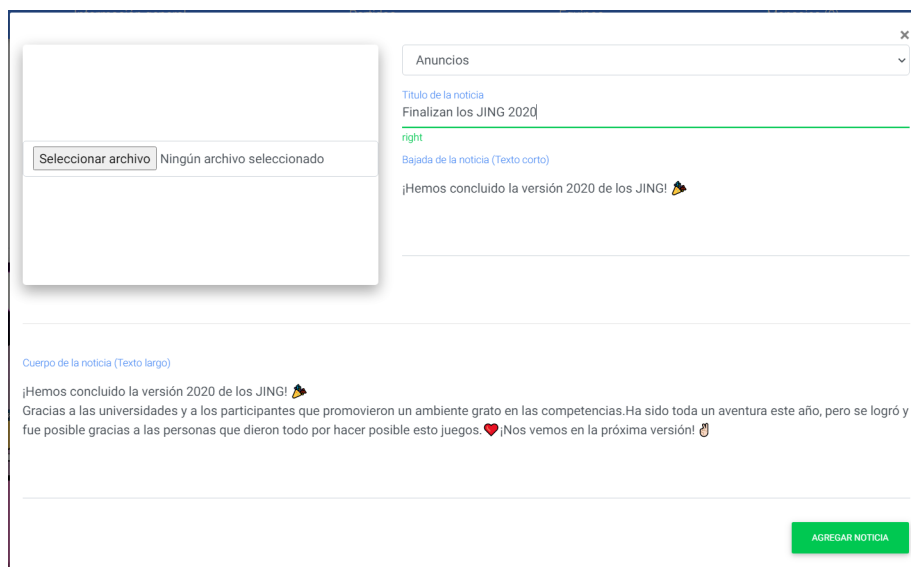 ×
Anuncios
Titulo de la noticia
Finalizan los JING 2020
right
Seleccionar archivo Ningún archivo seleccionado
Bajada de la noticia (Texto corto)
¡Hemos concluido la versión 2020 de los JING! 🎉
Cuerpo de la noticia (Texto largo)
¡Hemos concluido la versión 2020 de los JING! 🎉
Gracias a las universidades y a los participantes que promovieron un ambiente grato en las competencias.Ha sido toda un aventura este año, pero se logró y
fue posible gracias a las personas que dieron todo por hacer posible esto juegos.❤️¡Nos vemos en la próxima versión! ✌🏻
AGREGAR NOTICIA